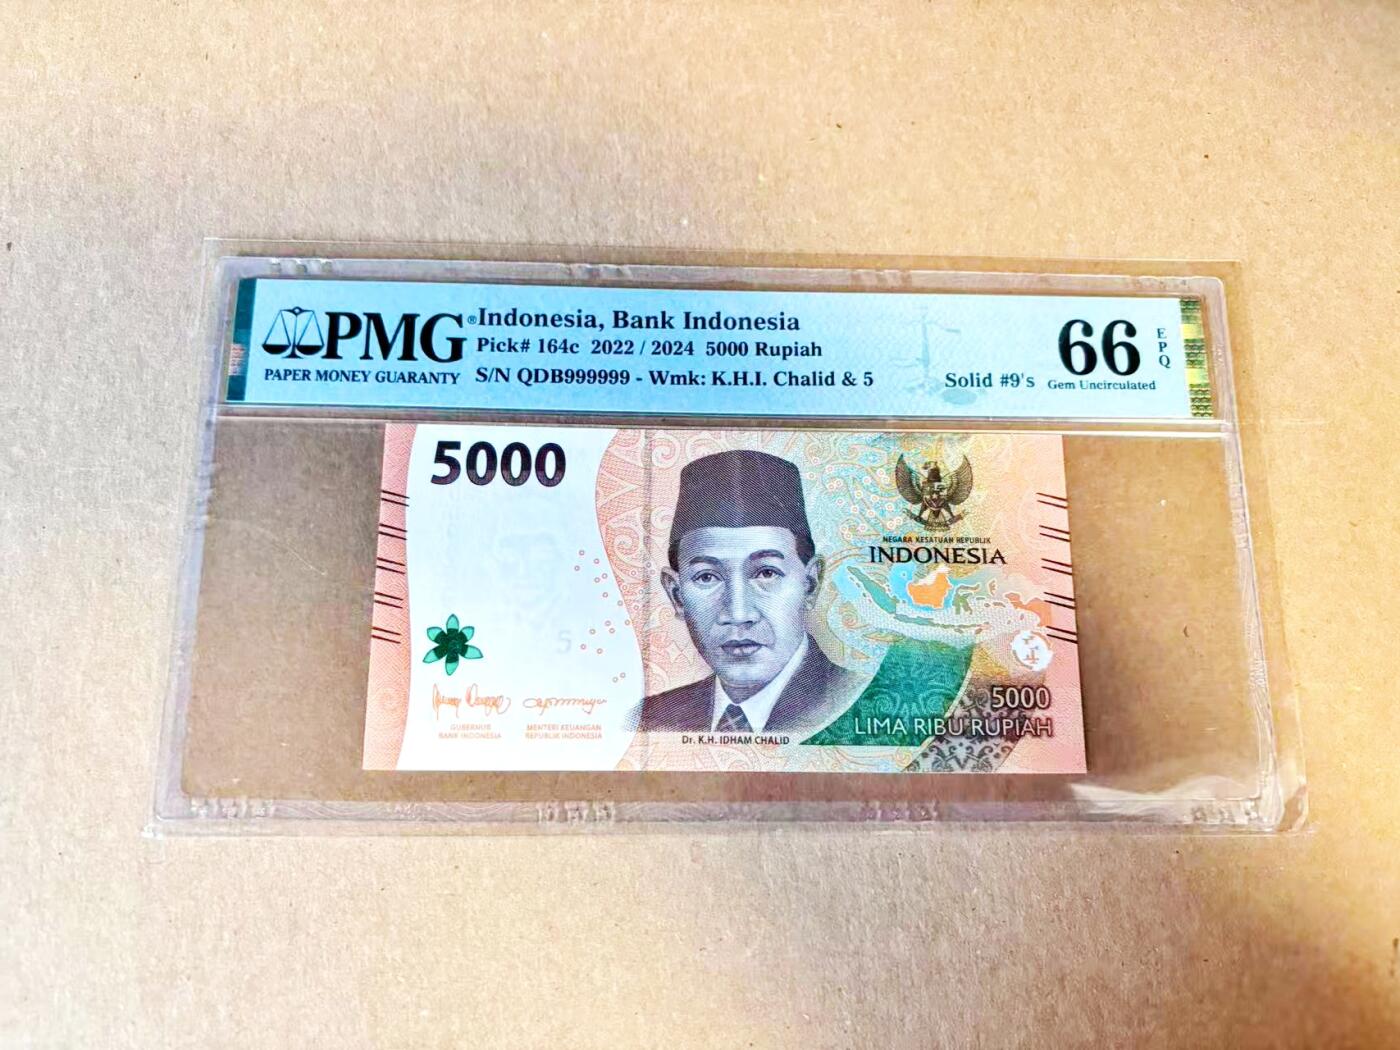 PMG®
PAPER MONEY GUARANTY
Indonesia, Bank Indonesia
Pick# 164c 2022 / 2024 5000 Rupiah
S/N QDB999999 - Wmk: K.H.I. Chalid & 5
Solid #9's
66
EPQ
Gem Uncirculated
5000
NEGARA KESATUAN REPUBLIK
INDONESIA
5
GUBERNUR
BANK INDONESIA
MENTERI KEUANGAN
REPUBLIK INDONESIA
Dr. K.H. IDHAM CHALID
5000
LIMA RIBU RUPIAH